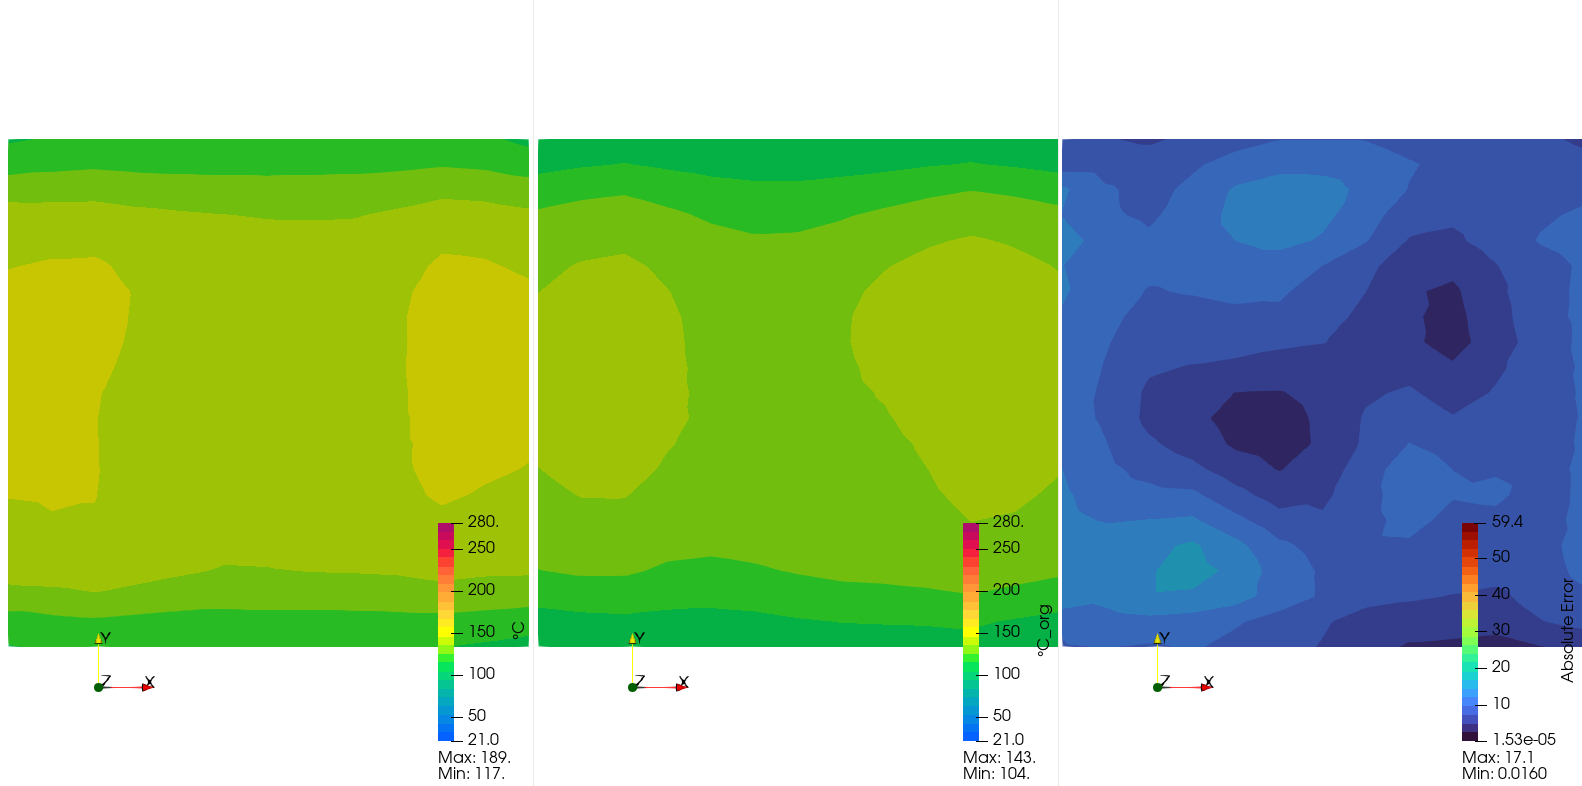 280.
250
200
150
100
50
21.0
°C
Max: 189.
Min: 117.
Y
Z
X
280.
250
200
150
100
50
21.0
°C_org
Max: 143.
Min: 104.
Y
Z
X
59.4
50
40
30
20
10
1.53e-05
Absolute Error
Max: 17.1
Min: 0.0160
Y
Z
X